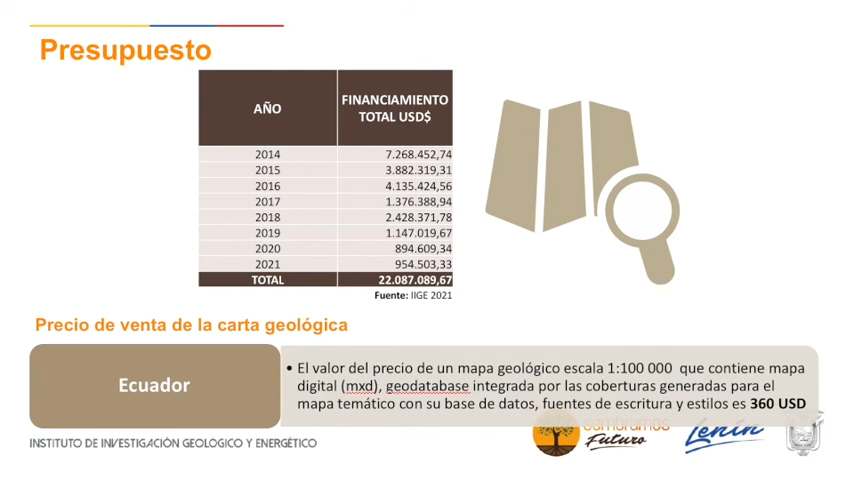 Presupuesto
AÑO
FINANCIAMIENTO
TOTAL USD$
2014 7.268.452,74
2015 3.882.319,31
2016 4.135.424,56
2017 1.376.388,94
2018 2.428.371,78
2019 1.147.019,67
2020 894.609,34
2021 954.503,33
TOTAL 22.087.089,67
Fuente: IIGE 2021
Precio de venta de la carta geológica
Ecuador
• El valor del precio de un mapa geológico escala 1:100 000 que contiene mapa
digital (mxd), geodatabase integrada por las coberturas generadas para el
mapa temático con su base de datos, fuentes de escritura y estilos es 360 USD
INSTITUTO DE INVESTIGACIÓN GEOLÓGICO Y ENERGÉTICO
Sembramos
Futuro
Lenín